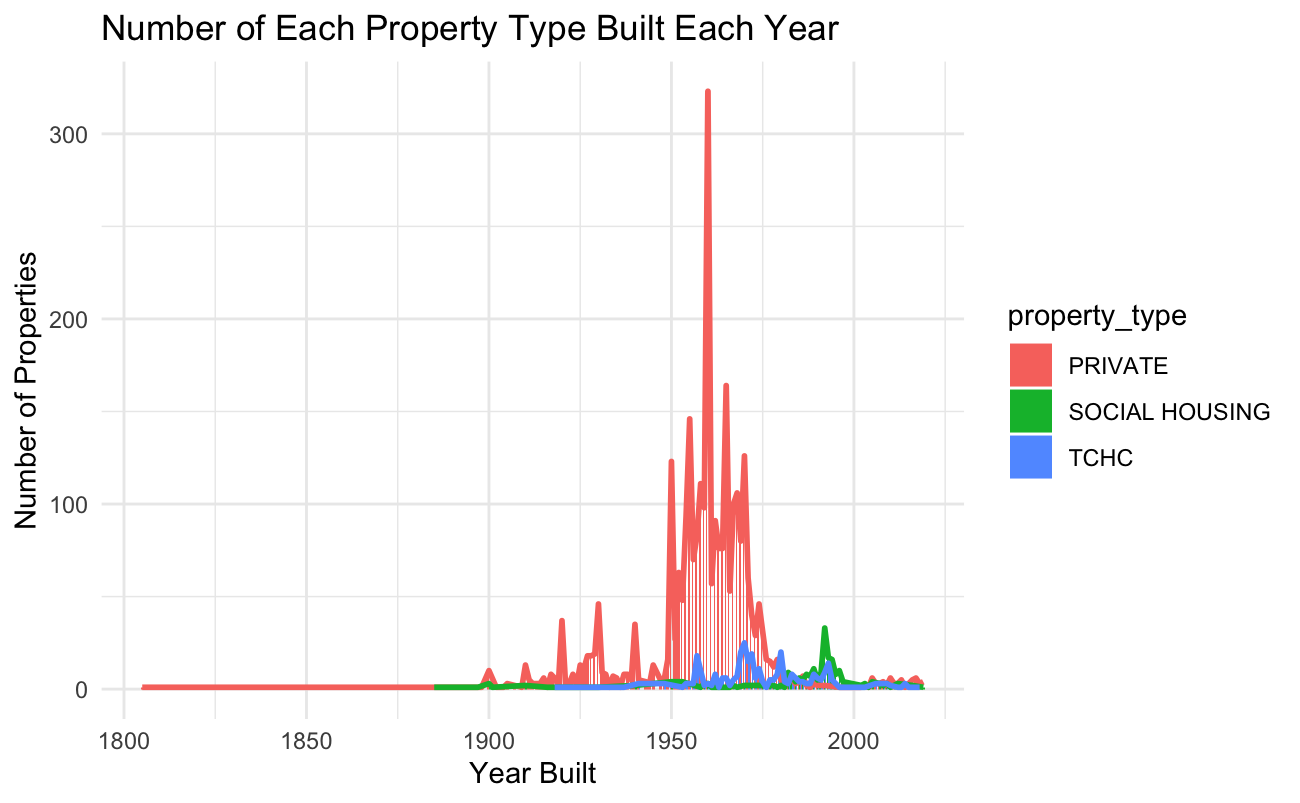 Number of Each Property Type Built Each Year
Number of Properties
300
200
100
0
1800
1850
1900
1950
2000
Year Built
property_type
PRIVATE
SOCIAL HOUSING
TCHC